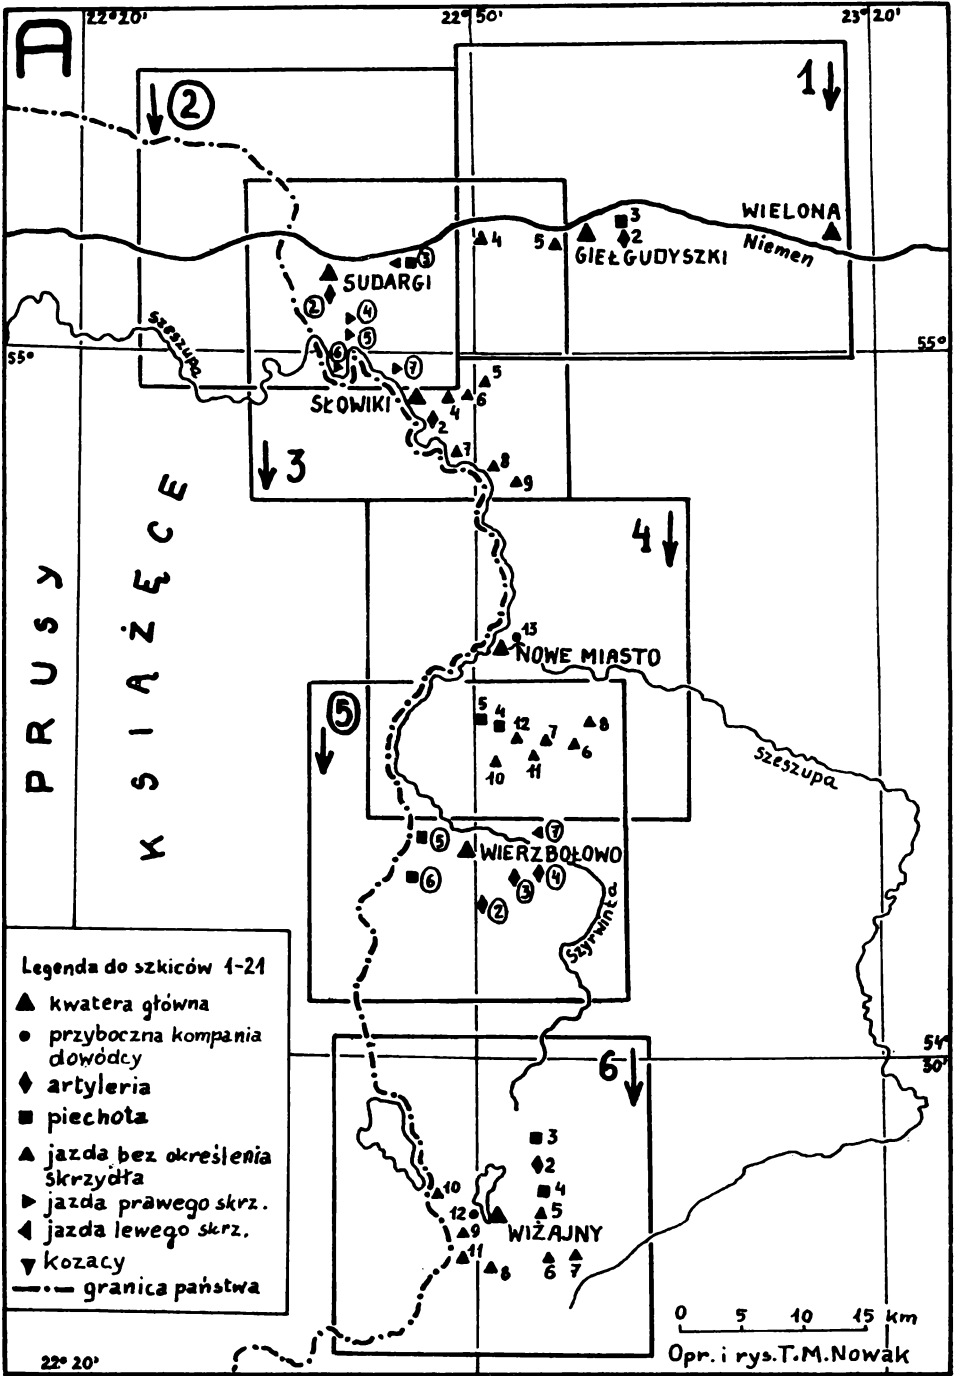 A
22°20'
22°50'
23°20'
2
1
3
WIELONA
4
5
2
Niemen
3
GIEŁGUDYSZKI
SUDARGI
2
4
Szeszupa
5
55°
55°
6
7
5
SŁOWIKI
4
6
2
3
7
8
9
4
PRUSY
KSIĄŻĘCE
13
NOWE MIASTO
5
5
4
12
7
8
6
10
11
Szeszupa
7
5
WIERZBOŁOWO
6
3
4
2
Szyrwinta
Legenda do szkiców 1-21
kwatera główna
przyboczna kompania
dowódcy
artyleria
piechota
jazda bez określenia
skrzydła
jazda prawego skrz.
jazda lewego skrz.
kozacy
granica państwa
54°
30'
6
3
2
4
10
12
5
9
WIŻAJNY
11
8
6
7
0 5 10 15 km
Opr. i rys. T.M. Nowak
22°20'